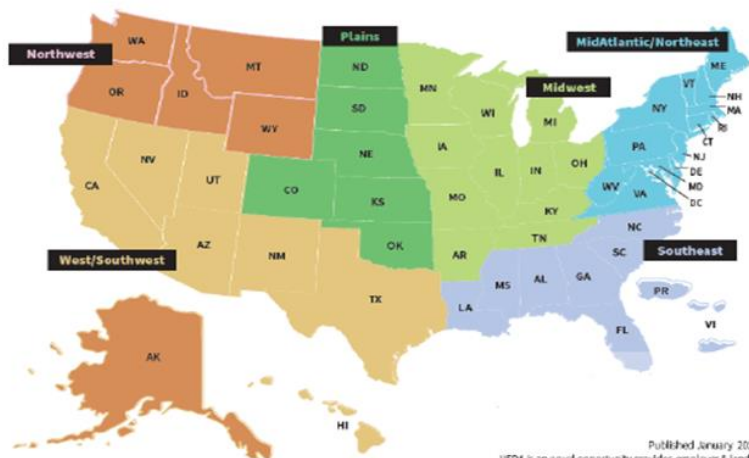 Northwest
Plains
MidAtlantic/Northeast
Midwest
West/Southwest
Southeast
WA
MT
OR
ID
WY
ND
SD
NE
CO
KS
OK
MN
WI
MI
IA
IL
IN
OH
MO
KY
TN
AR
ME
VT
NH
MA
NY
RI
CT
PA
NJ
DE
MD
DC
WV
VA
CA
NV
UT
AZ
NM
TX
NC
SC
MS
AL
GA
LA
FL
PR
VI
AK
HI
Published January 20